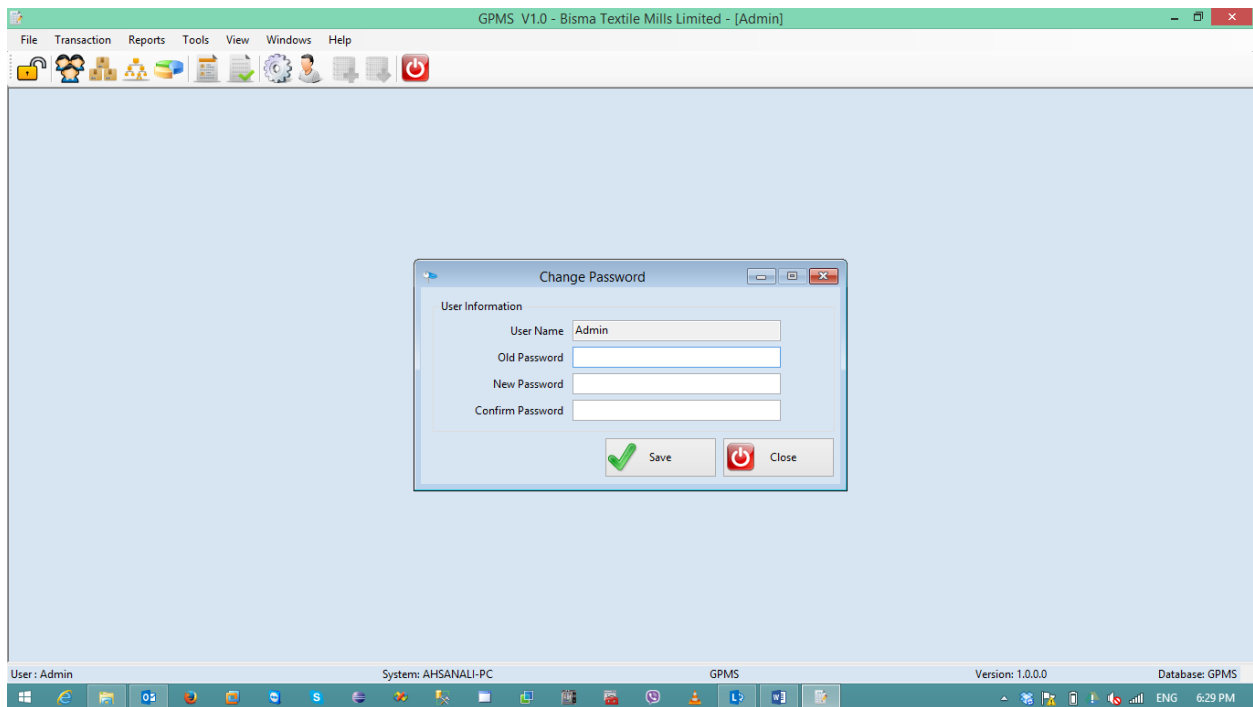 GPMS V1.0 - Bisma Textile Mills Limited - [Admin]
File Transaction Reports Tools View Windows Help
Change Password
User Information
User Name Admin
Old Password
New Password
Confirm Password
Save Close
User : Admin System: AHSANALI-PC GPMS Version: 1.0.0.0 Database: GPMS
ENG 6:29 PM